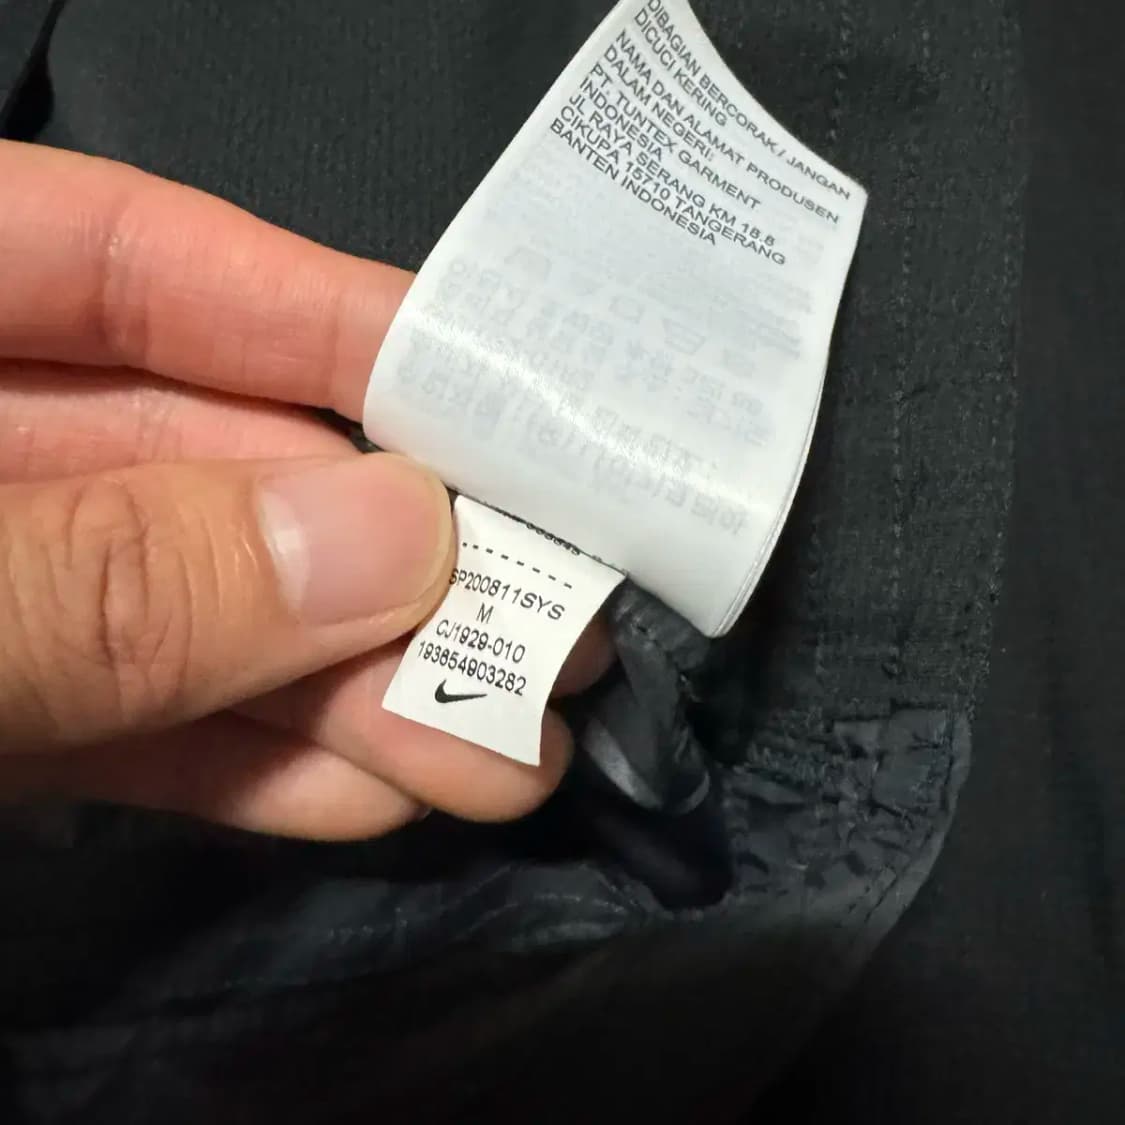 DIBAGIAN BERCORAK / JANGAN
DICUCI KERING
NAMA DAN ALAMAT PRODUSEN
DALAM NEGERI:
PT. TUNTEX GARMENT
INDONESIA
JL RAYA SERANG KM 18.8
CIKUPA 15710 TANGERANG
BANTEN INDONESIA
SP200811SYS
M
CJ1929-010
193654903282